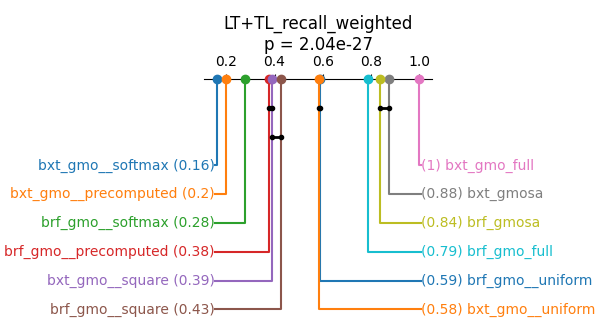 LT+TL_recall_weighted
p = 2.04e-27
0.2 0.4 0.6 0.8 1.0
bxt_gmo__softmax (0.16) (1) bxt_gmo_full
bxt_gmo__precomputed (0.2) (0.88) bxt_gmosa
brf_gmo__softmax (0.28) (0.84) brf_gmosa
brf_gmo__precomputed (0.38) (0.79) brf_gmo_full
bxt_gmo__square (0.39) (0.59) brf_gmo__uniform
brf_gmo__square (0.43) (0.58) bxt_gmo__uniform